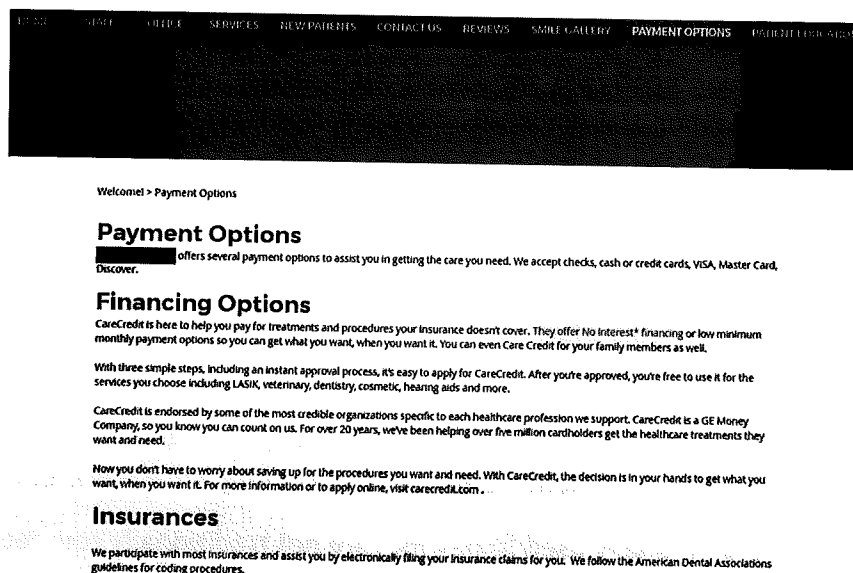 STAFF OFFICE SERVICES NEW PATIENTS CONTACT US REVIEWS SMILE GALLERY PAYMENT OPTIONS
Welcome! > Payment Options
Payment Options
offers several payment options to assist you in getting the care you need. We accept checks, cash or credit cards, VISA, Master Card,
Discover.
Financing Options
CareCredit is here to help you pay for treatments and procedures your insurance doesn't cover. They offer No Interest* financing or low minimum
monthly payment options so you can get what you want, when you want it. You can even Care Credit for your family members as well.
With three simple steps, including an instant approval process, it's easy to apply for CareCredit. After you're approved, you're free to use it for the
services you choose including LASIK, veterinary, dentistry, cosmetic, hearing aids and more.
CareCredit is endorsed by some of the most credible organizations specific to each healthcare profession we support. CareCredit is a GE Money
Company, so you know you can count on us. For over 20 years, we've been helping over five million cardholders get the healthcare treatments they
want and need.
Now you don't have to worry about saving up for the procedures you want and need. With CareCredit, the decision is in your hands to get what you
want, when you want it. For more information or to apply online, visit carecredit.com .
Insurances
We participate with most insurances and assist you by electronically filing your insurance claims for you. We follow the American Dental Associations
guidelines for coding procedures.